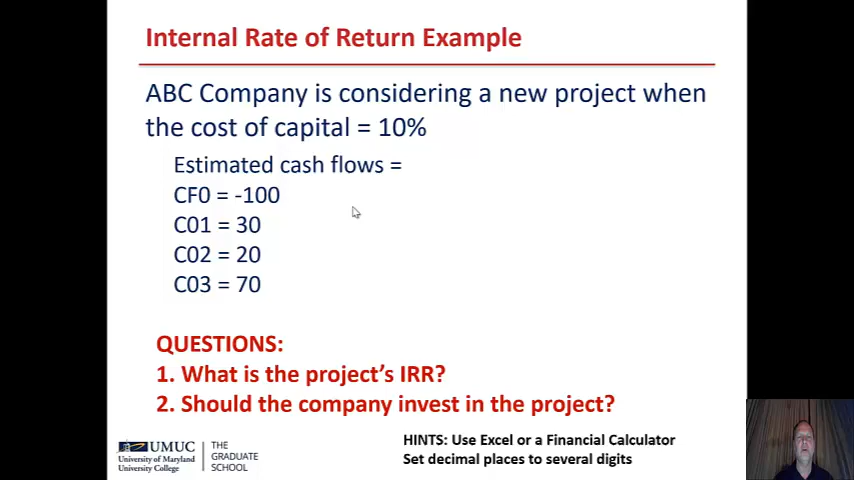 Internal Rate of Return Example
ABC Company is considering a new project when
the cost of capital = 10%
Estimated cash flows =
CF0 = -100
C01 = 30
C02 = 20
C03 = 70
QUESTIONS:
1. What is the project's IRR?
2. Should the company invest in the project?
UMUC
University of Maryland
University College
THE
GRADUATE
SCHOOL
HINTS: Use Excel or a Financial Calculator
Set decimal places to several digits